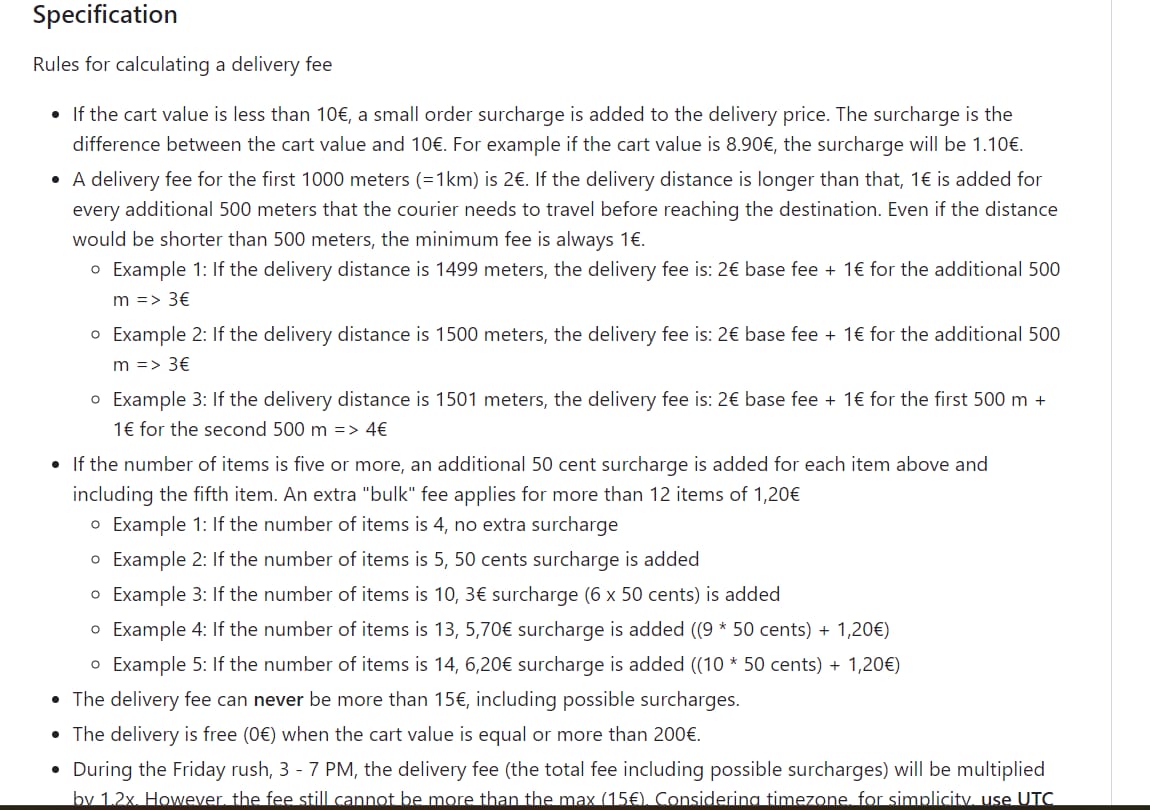 Specification
Rules for calculating a delivery fee
• If the cart value is less than 10€, a small order surcharge is added to the delivery price. The surcharge is the
difference between the cart value and 10€. For example if the cart value is 8.90€, the surcharge will be 1.10€.
• A delivery fee for the first 1000 meters (=1km) is 2€. If the delivery distance is longer than that, 1€ is added for
every additional 500 meters that the courier needs to travel before reaching the destination. Even if the distance
would be shorter than 500 meters, the minimum fee is always 1€.
◦ Example 1: If the delivery distance is 1499 meters, the delivery fee is: 2€ base fee + 1€ for the additional 500
m => 3€
◦ Example 2: If the delivery distance is 1500 meters, the delivery fee is: 2€ base fee + 1€ for the additional 500
m => 3€
◦ Example 3: If the delivery distance is 1501 meters, the delivery fee is: 2€ base fee + 1€ for the first 500 m +
1€ for the second 500 m => 4€
• If the number of items is five or more, an additional 50 cent surcharge is added for each item above and
including the fifth item. An extra "bulk" fee applies for more than 12 items of 1,20€
◦ Example 1: If the number of items is 4, no extra surcharge
◦ Example 2: If the number of items is 5, 50 cents surcharge is added
◦ Example 3: If the number of items is 10, 3€ surcharge (6 x 50 cents) is added
◦ Example 4: If the number of items is 13, 5,70€ surcharge is added ((9 * 50 cents) + 1,20€)
◦ Example 5: If the number of items is 14, 6,20€ surcharge is added ((10 * 50 cents) + 1,20€)
• The delivery fee can never be more than 15€, including possible surcharges.
• The delivery is free (0€) when the cart value is equal or more than 200€.
• During the Friday rush, 3 - 7 PM, the delivery fee (the total fee including possible surcharges) will be multiplied
by 1.2x. However, the fee still cannot be more than the max (15€). Considering timezone, for simplicity, use UTC